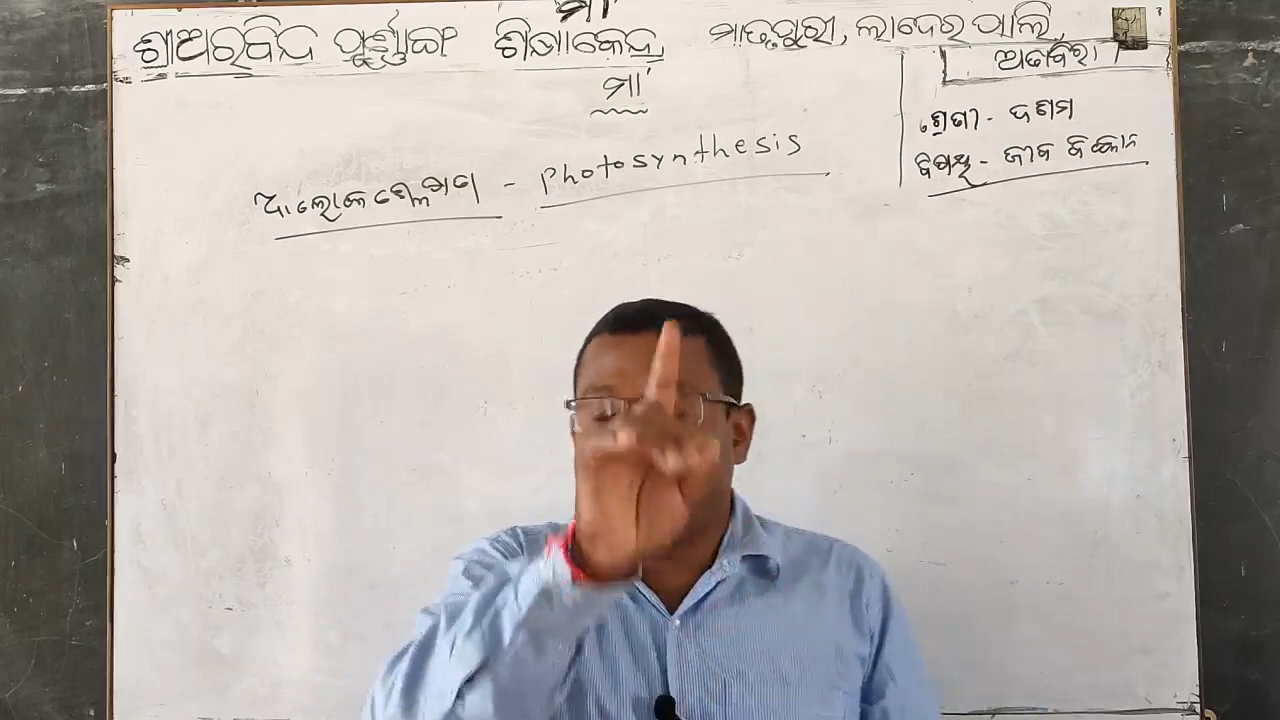 ମା'
ଶ୍ରୀଅରବିନ୍ଦ ପୂର୍ଣ୍ଣାଙ୍ଗ ଶିକ୍ଷାକେନ୍ଦ୍ର ମାତୃପୁରୀ, ଲାଦେରପାଲି,
ଅତାବିରା
ମା'
ଶ୍ରେଣୀ - ଦଶମ
ବିଷୟ - ଜୀବ ବିଜ୍ଞାନ
ଆଲୋକଶ୍ଳେଷଣ - Photosynthesis